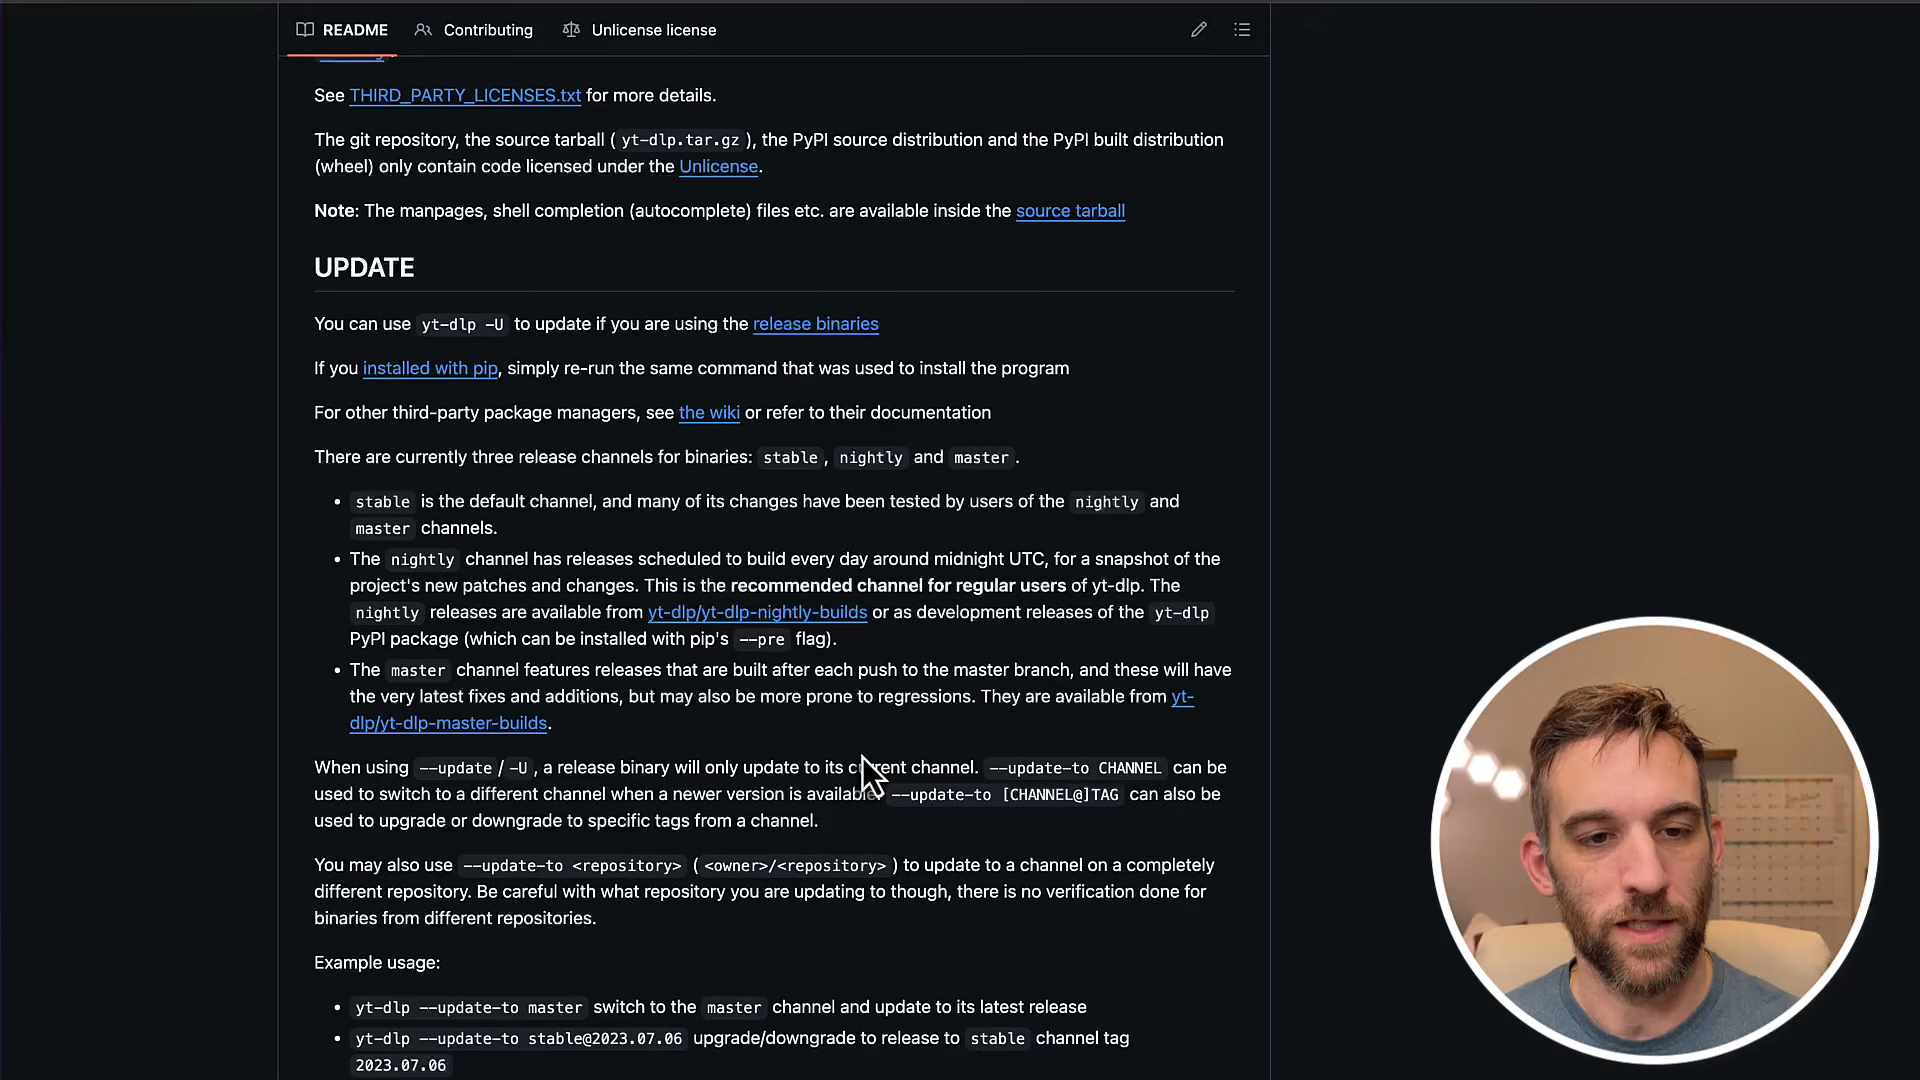 README Contributing Unlicense license
See THIRD_PARTY_LICENSES.txt for more details.
The git repository, the source tarball ( yt-dlp.tar.gz ), the PyPI source distribution and the PyPI built distribution
(wheel) only contain code licensed under the Unlicense.
Note: The manpages, shell completion (autocomplete) files etc. are available inside the source tarball
UPDATE
You can use yt-dlp -U to update if you are using the release binaries
If you installed with pip, simply re-run the same command that was used to install the program
For other third-party package managers, see the wiki or refer to their documentation
There are currently three release channels for binaries: stable , nightly and master .
• stable is the default channel, and many of its changes have been tested by users of the nightly and
master channels.
• The nightly channel has releases scheduled to build every day around midnight UTC, for a snapshot of the
project's new patches and changes. This is the recommended channel for regular users of yt-dlp. The
nightly releases are available from yt-dlp/yt-dlp-nightly-builds or as development releases of the yt-dlp
PyPI package (which can be installed with pip's --pre flag).
• The master channel features releases that are built after each push to the master branch, and these will have
the very latest fixes and additions, but may also be more prone to regressions. They are available from yt-
dlp/yt-dlp-master-builds.
When using --update / -U , a release binary will only update to its current channel. --update-to CHANNEL can be
used to switch to a different channel when a newer version is available. --update-to [CHANNEL@]TAG can also be
used to upgrade or downgrade to specific tags from a channel.
You may also use --update-to <repository> ( <owner>/<repository> ) to update to a channel on a completely
different repository. Be careful with what repository you are updating to though, there is no verification done for
binaries from different repositories.
Example usage:
• yt-dlp --update-to master switch to the master channel and update to its latest release
• yt-dlp --update-to stable@2023.07.06 upgrade/downgrade to release to stable channel tag
2023.07.06